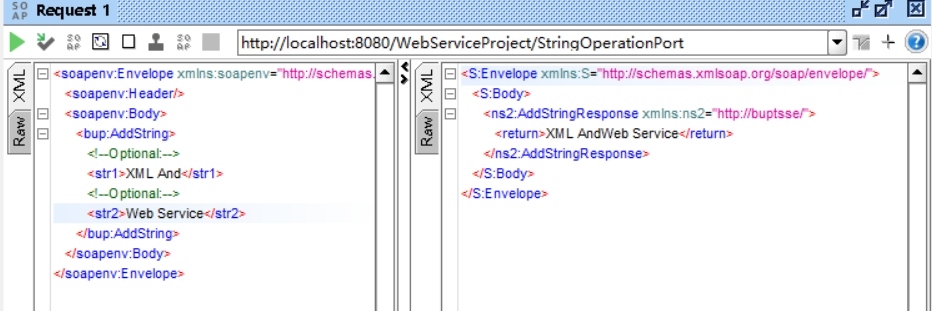 SO AP Request 1
http://localhost:8080/WebServiceProject/StringOperationPort
XML
Raw
<soapenv:Envelope xmlns:soapenv="http://schemas.
<soapenv:Header/>
<soapenv:Body>
<bup:AddString>
<!--Optional:-->
<str1>XML And</str1>
<!--Optional:-->
<str2>Web Service</str2>
</bup:AddString>
</soapenv:Body>
</soapenv:Envelope>
XML
Raw
<S:Envelope xmlns:S="http://schemas.xmlsoap.org/soap/envelope/">
<S:Body>
<ns2:AddStringResponse xmlns:ns2="http://buptsse/">
<return>XML AndWeb Service</return>
</ns2:AddStringResponse>
</S:Body>
</S:Envelope>